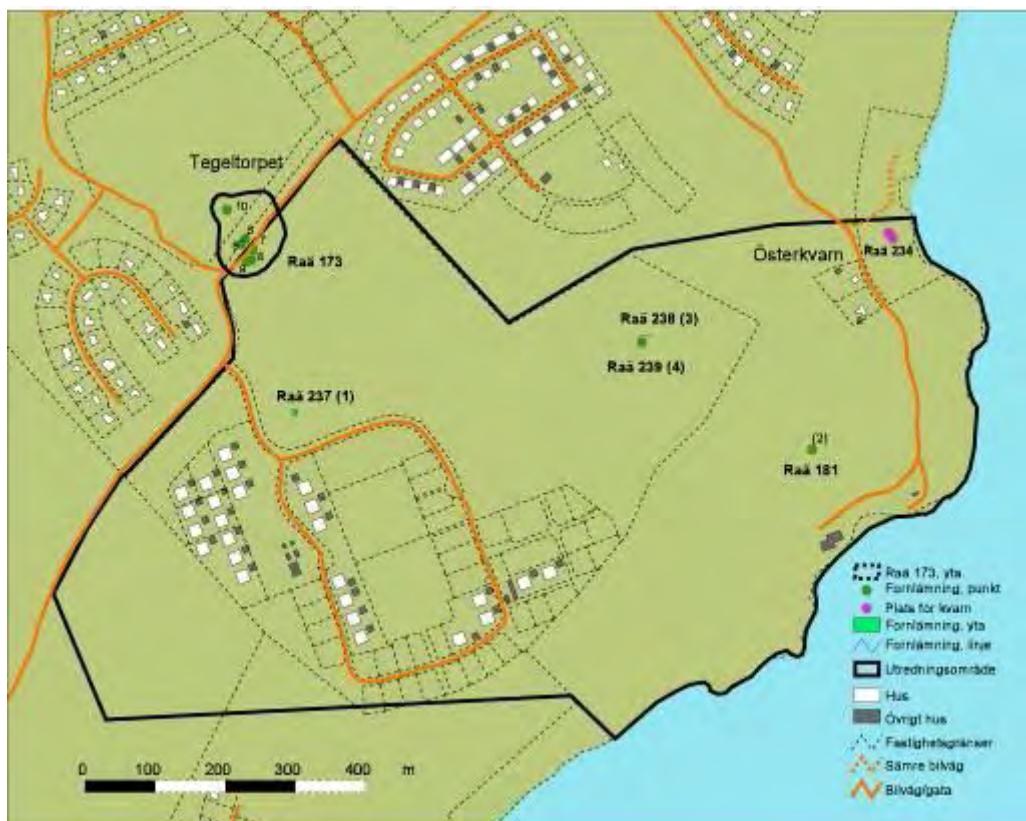 Tegeltorpet
10
Raä 173
Österkvarn
Raä 234
Raä 238 (3)
Raä 239 (4)
Raä 237 (1)
(2)
Raä 181
Raä 173, yta
Fornlämning, punkt
Plats för kvarn
Fornlämning, yta
Fornlämning, linje
Utredningsområde
Hus
Övrigt hus
Fastighetsgränser
Sämre bilväg
Bilväg/gata
0 100 200 300 400 m